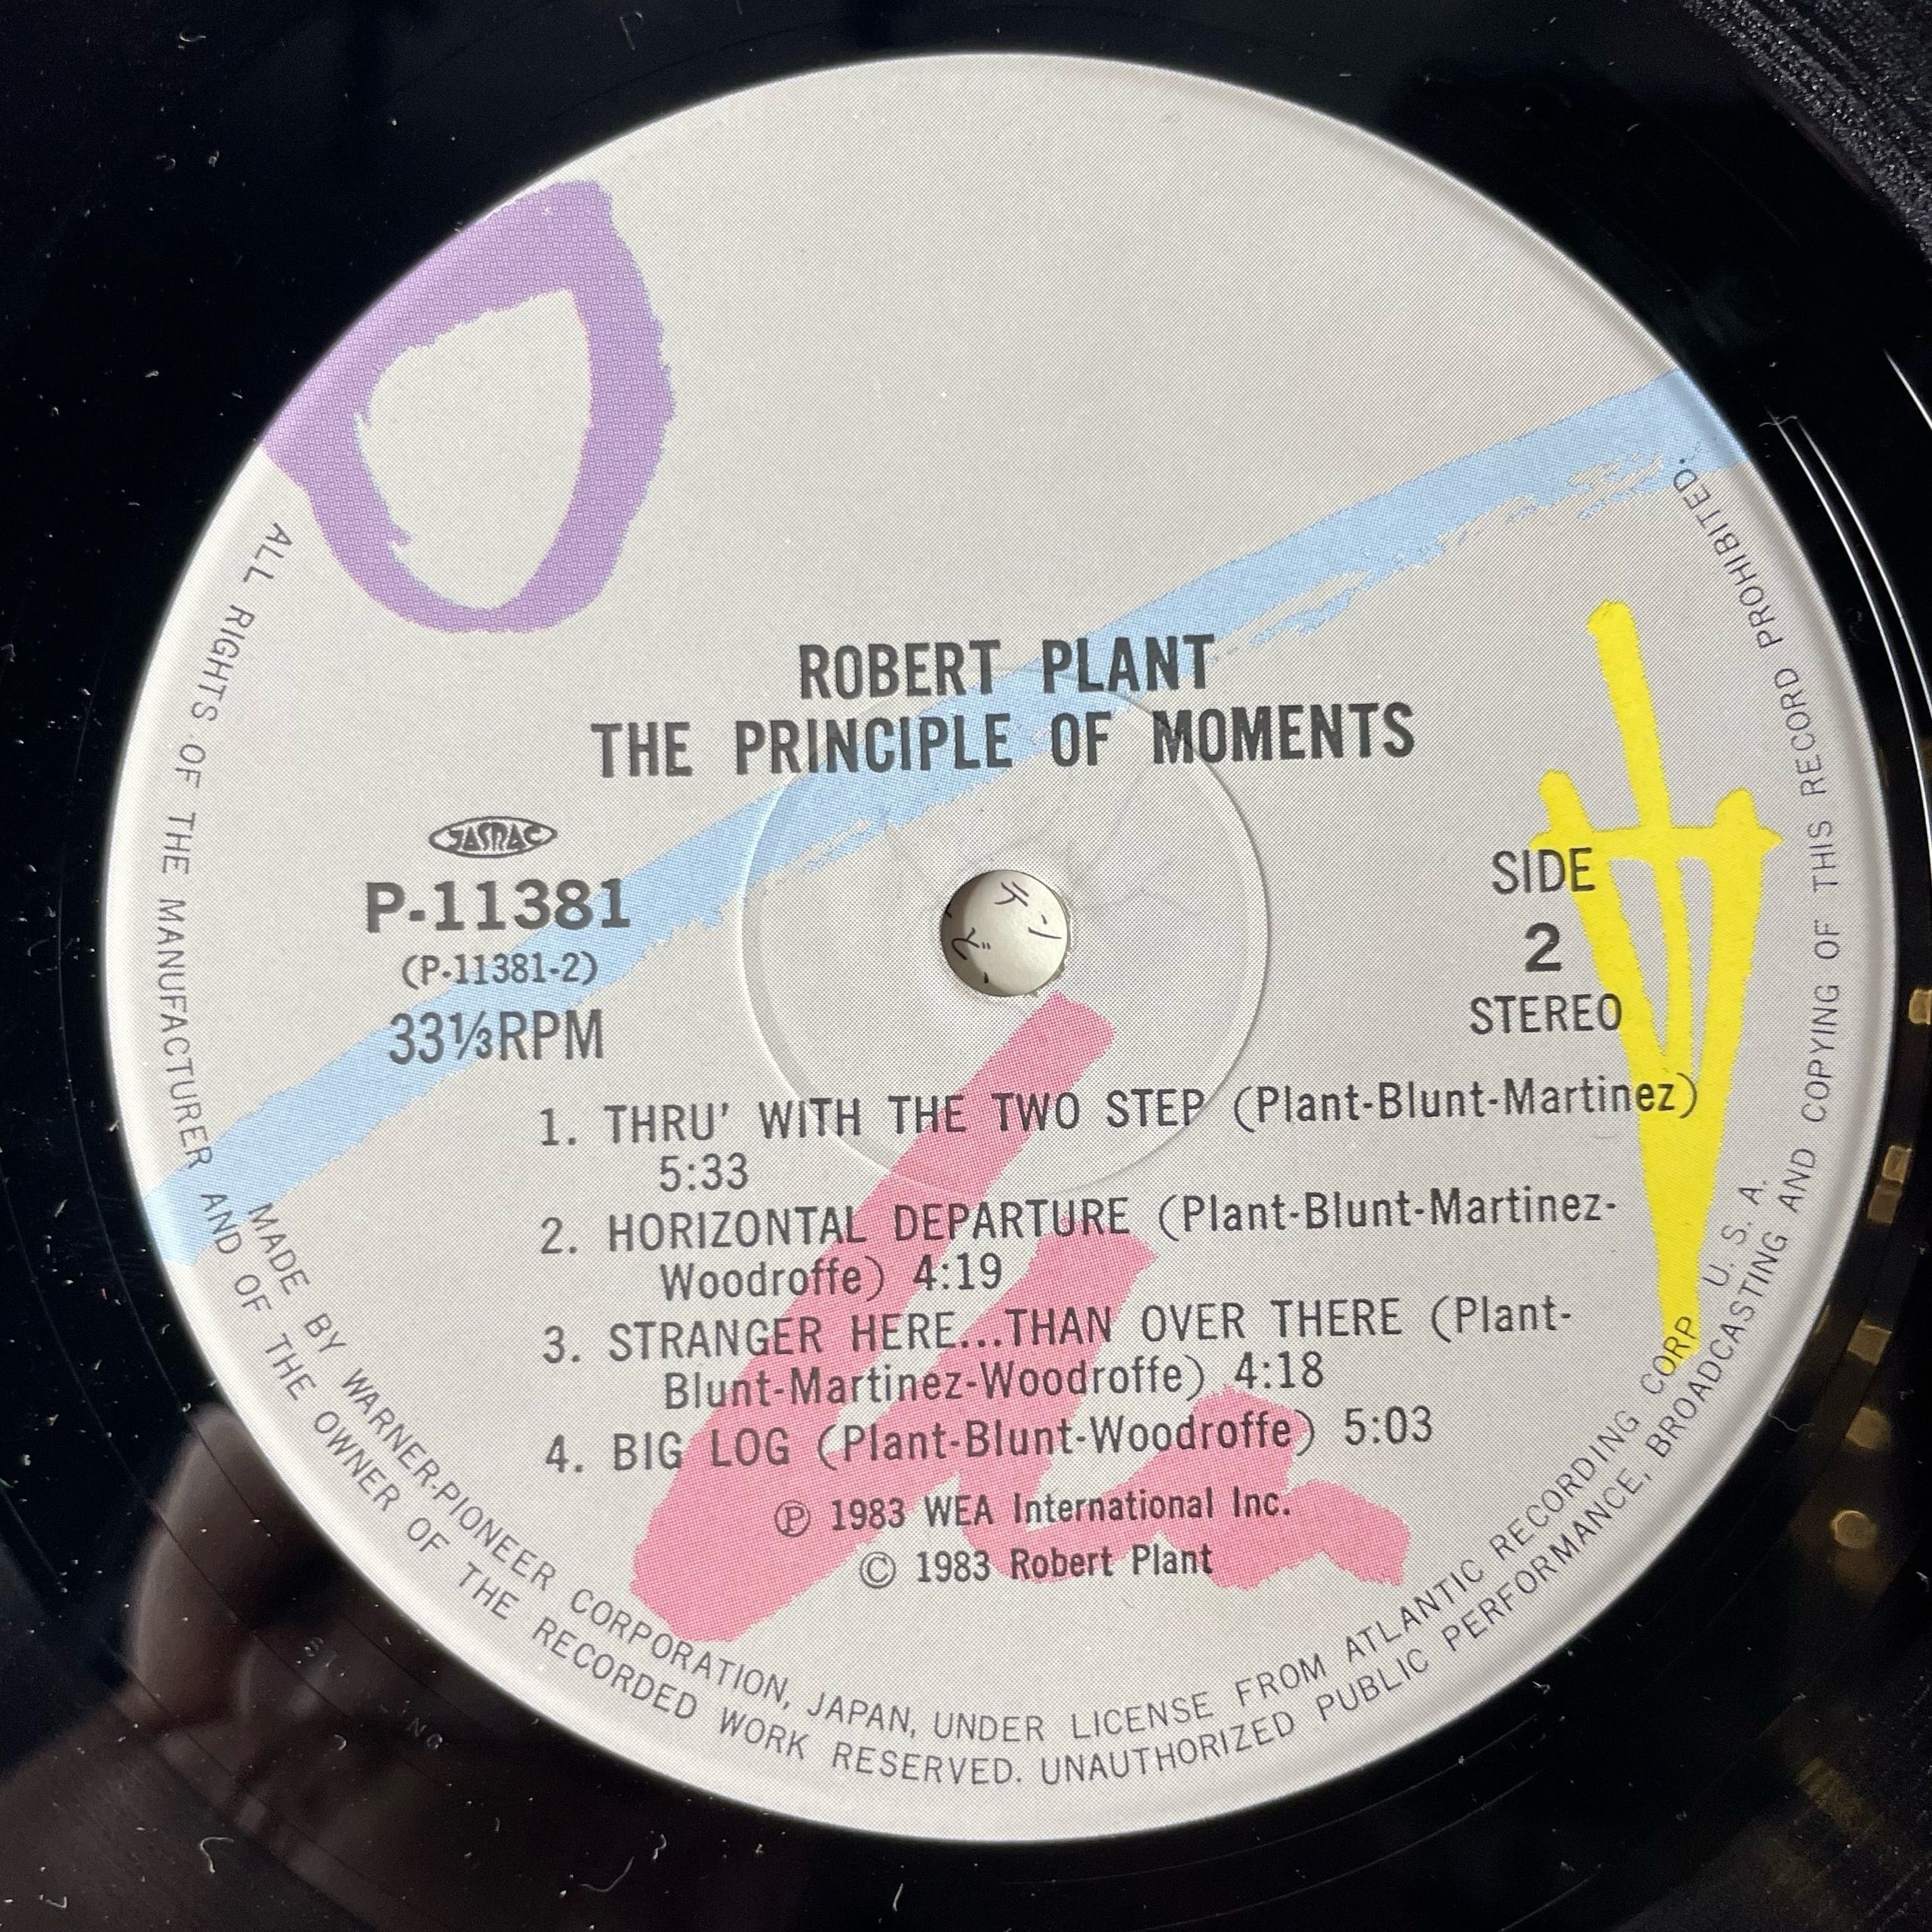 ROBERT PLANT
THE PRINCIPLE OF MOMENTS
JASRAC
P-11381
(P-11381-2)
33⅓RPM
SIDE
2
STEREO
1. THRU' WITH THE TWO STEP (Plant-Blunt-Martinez)
5:33
2. HORIZONTAL DEPARTURE (Plant-Blunt-Martinez-
Woodroffe) 4:19
3. STRANGER HERE...THAN OVER THERE (Plant-
Blunt-Martinez-Woodroffe) 4:18
4. BIG LOG (Plant-Blunt-Woodroffe) 5:03
Ⓟ 1983 WEA International Inc.
© 1983 Robert Plant
MADE BY WARNER-PIONEER CORPORATION, JAPAN, UNDER LICENSE FROM ATLANTIC RECORDING CORP U. S. A.
ALL RIGHTS OF THE MANUFACTURER AND OF THE OWNER OF THE RECORDED WORK RESERVED. UNAUTHORIZED PUBLIC PERFORMANCE, BROADCASTING AND COPYING OF THIS RECORD PROHIBITED.